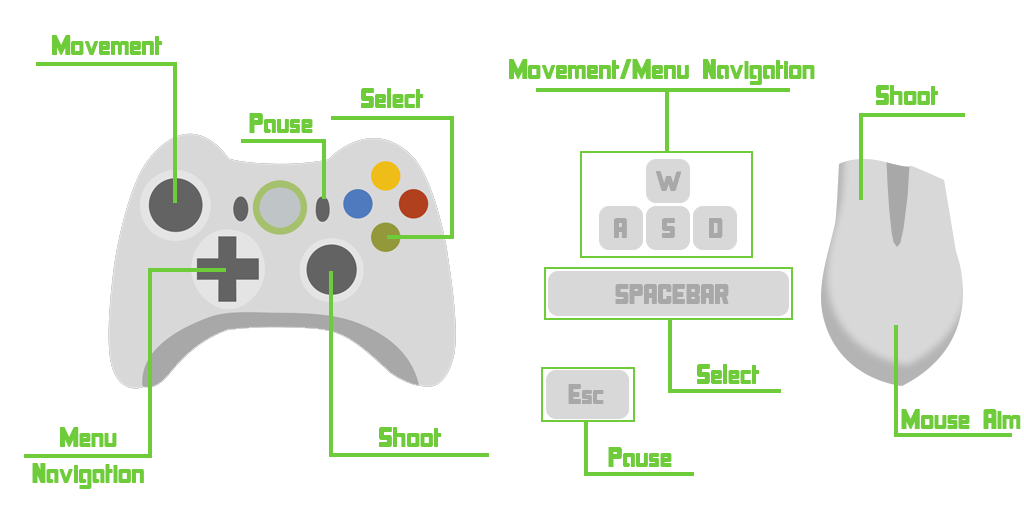 Movement
Pause
Select
Menu
Navigation
Shoot
Movement/Menu Navigation
W
A S D
SPACEBAR
Select
Esc
Pause
Shoot
Mouse Aim